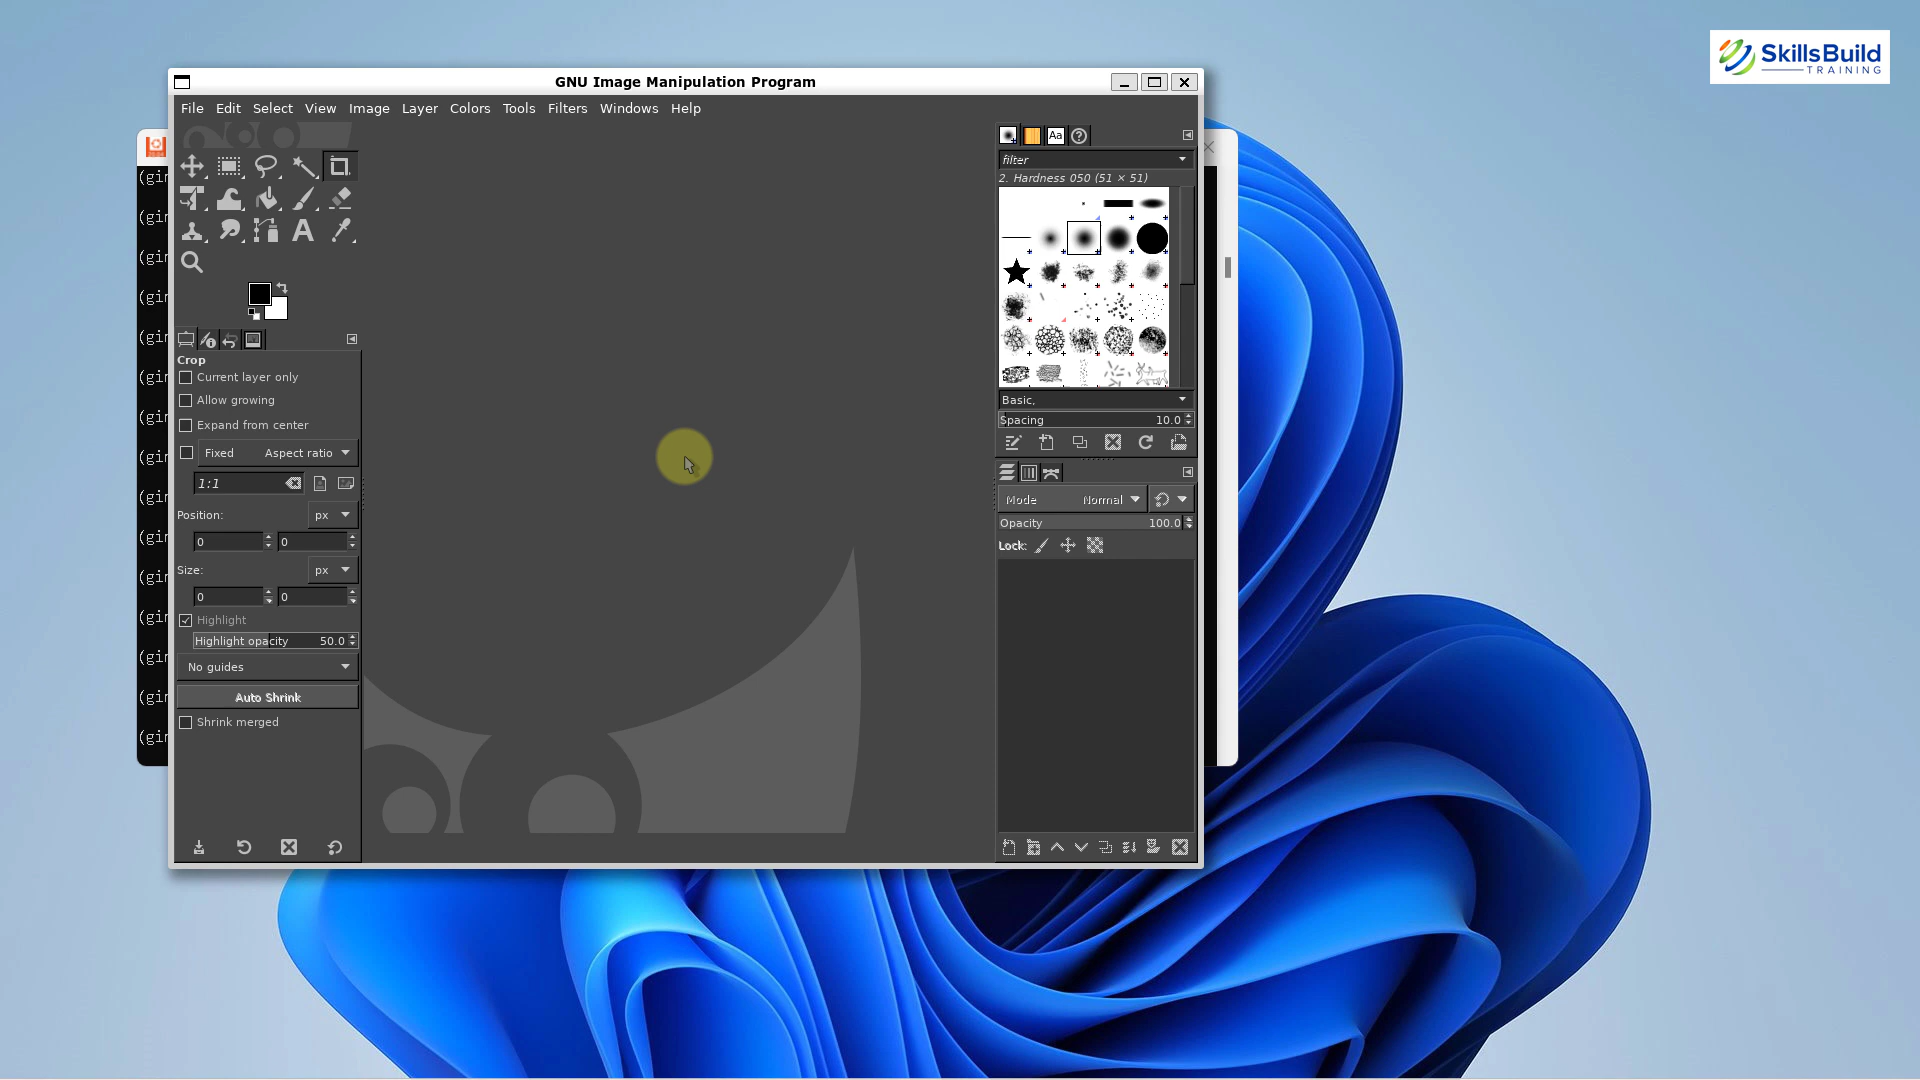 SkillsBuild
TRAINING
GNU Image Manipulation Program
File Edit Select View Image Layer Colors Tools Filters Windows Help
Aa
filter
2. Hardness 050 (51 × 51)
Crop
Current layer only
Allow growing
Expand from center
Fixed Aspect ratio
1:1
Position: px
0 0
Size: px
0 0
Highlight
Highlight opacity 50.0
No guides
Auto Shrink
Shrink merged
Basic,
Spacing 10.0
Mode Normal
Opacity 100.0
Lock: